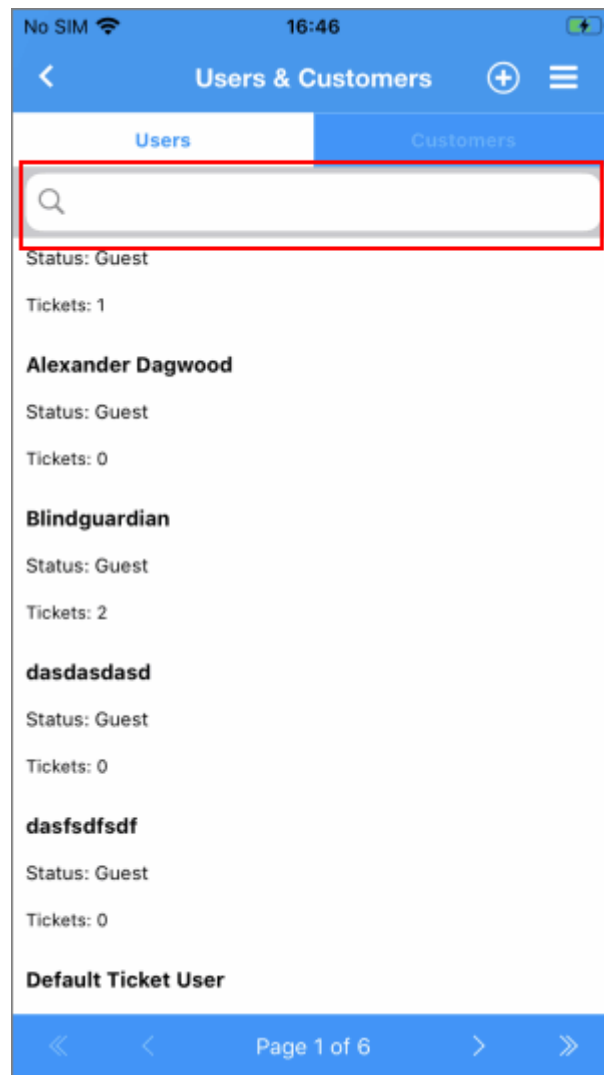 No SIM 16:46
Users & Customers
Users Customers
Status: Guest
Tickets: 1
Alexander Dagwood
Status: Guest
Tickets: 0
Blindguardian
Status: Guest
Tickets: 2
dasdasdasd
Status: Guest
Tickets: 0
dasfsdfsdf
Status: Guest
Tickets: 0
Default Ticket User
Page 1 of 6